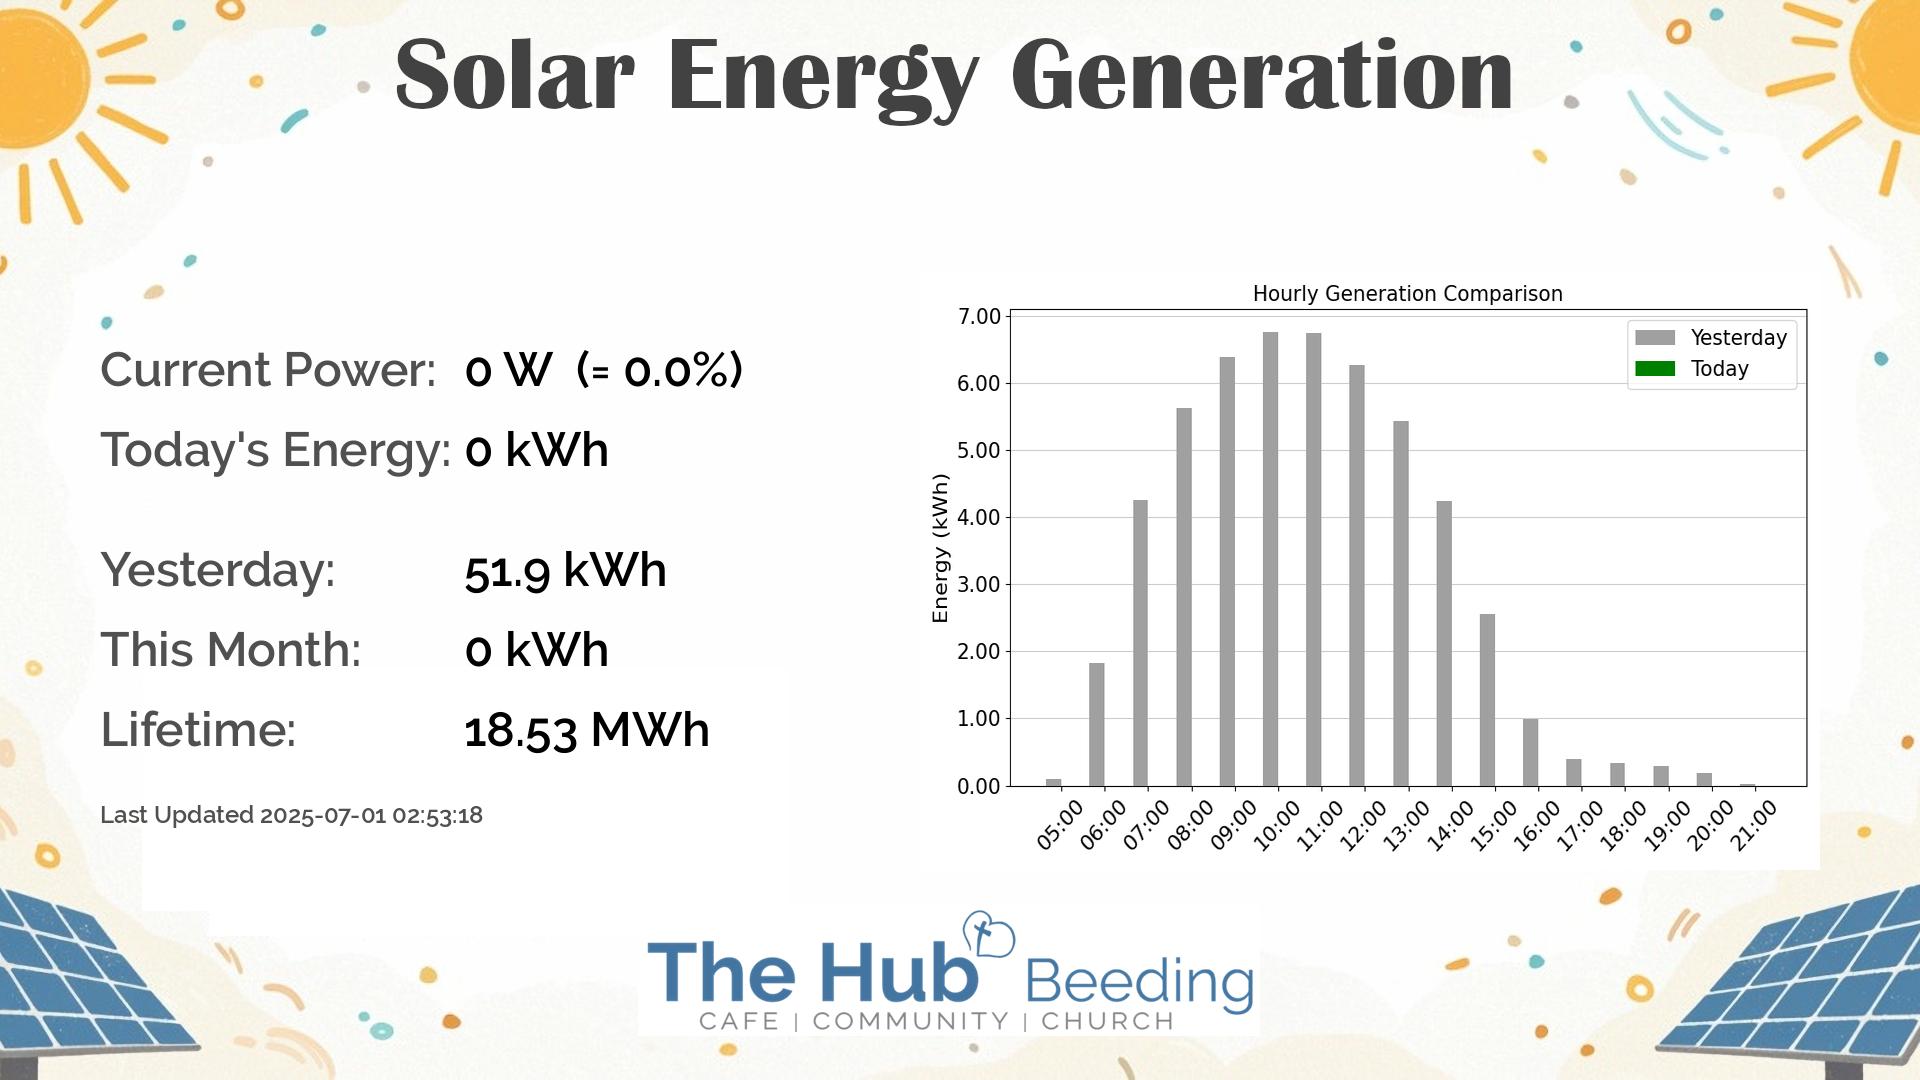 Solar Energy Generation
Current Power: 0 W (= 0.0%)
Today's Energy: 0 kWh
Yesterday: 51.9 kWh
This Month: 0 kWh
Lifetime: 18.53 MWh
Last Updated 2025-07-01 02:53:18
Hourly Generation Comparison
Yesterday
Today
Energy (kWh)
7.00
6.00
5.00
4.00
3.00
2.00
1.00
0.00
05:00 06:00 07:00 08:00 09:00 10:00 11:00 12:00 13:00 14:00 15:00 16:00 17:00 18:00 19:00 20:00 21:00
The Hub Beeding
CAFE | COMMUNITY | CHURCH